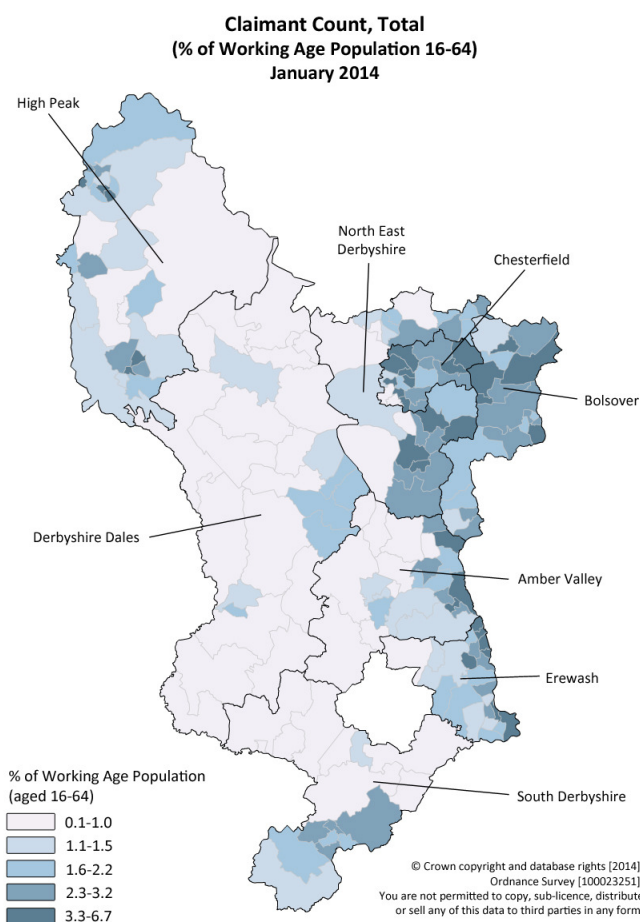 Claimant Count, Total
(% of Working Age Population 16-64)
January 2014
High Peak
North East
Derbyshire
Chesterfield
Bolsover
Derbyshire Dales
Amber Valley
Erewash
South Derbyshire
% of Working Age Population
(aged 16-64)
0.1-1.0
1.1-1.5
1.6-2.2
2.3-3.2
3.3-6.7
© Crown copyright and database rights [2014]
Ordnance Survey [100023251]
You are not permitted to copy, sub-licence, distribute
or sell any of this data to third parties in any form